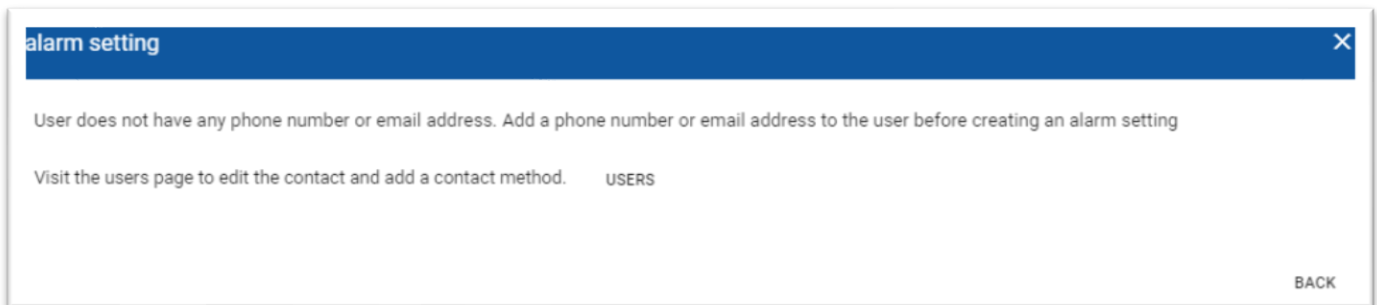 alarm setting
User does not have any phone number or email address. Add a phone number or email address to the user before creating an alarm setting
Visit the users page to edit the contact and add a contact method. USERS
BACK